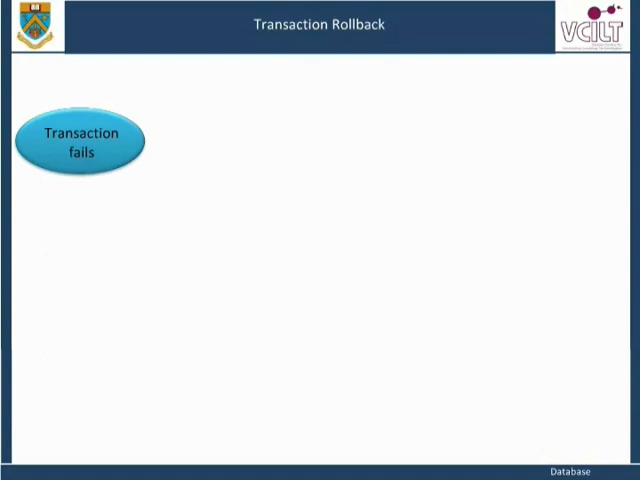 Transaction Rollback
VCILT
Transaction
fails
Database